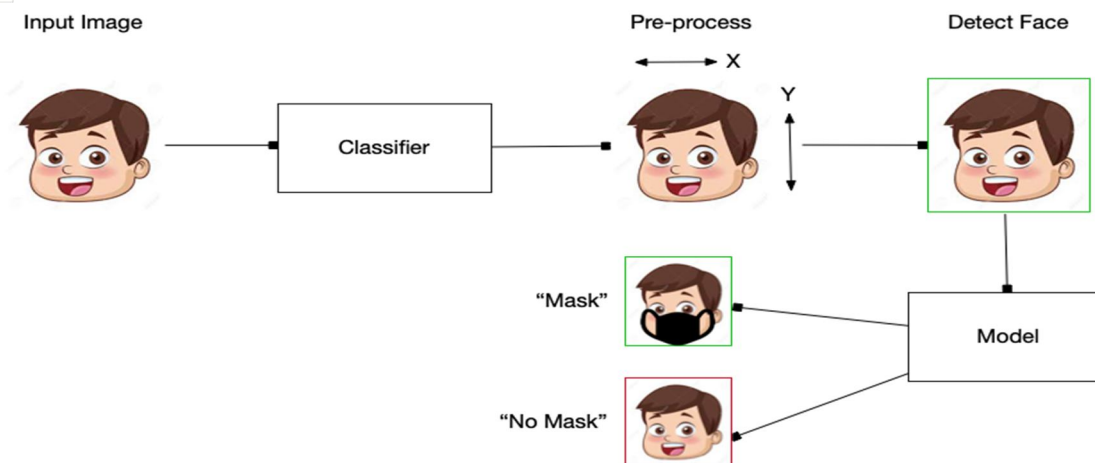 Input Image
Pre-process
Detect Face
X
Y
Classifier
“Mask”
Model
“No Mask”